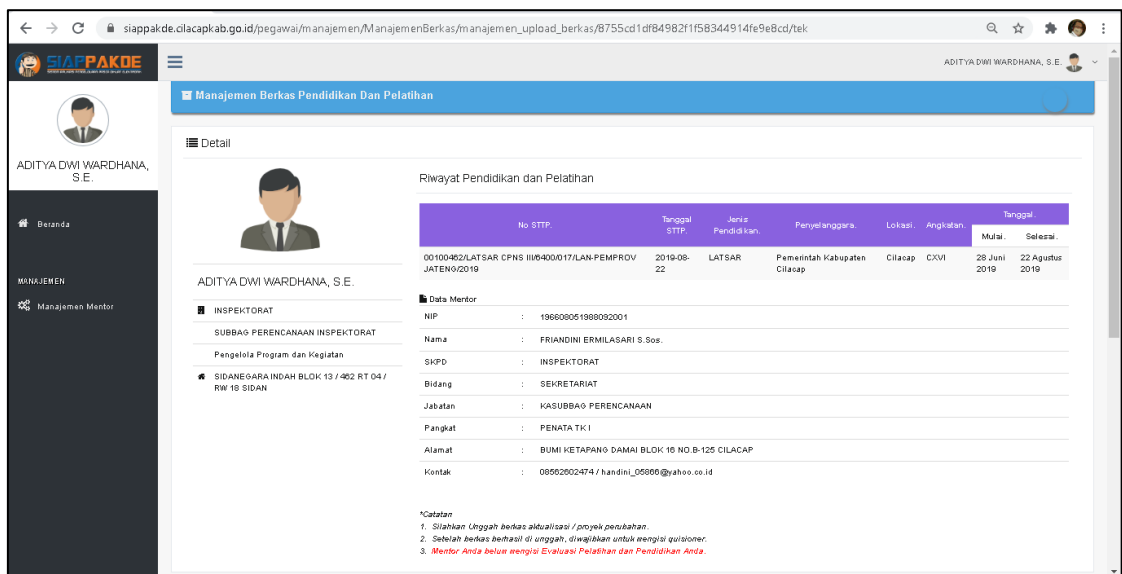 siappakde.cilacapkab.go.id/pegawai/manajemen/ManajemenBerkas/manajemen_upload_berkas/8755cd1df84982f1f58344914fe9e8cd/tek
SIAPPAKDE
ADITYA DWI WARDHANA, S.E.
Manajemen Berkas Pendidikan Dan Pelatihan
ADITYA DWI WARDHANA,
S.E.
Beranda
MANAJEMEN
Manajemen Mentor
Detail
ADITYA DWI WARDHANA, S.E.
INSPEKTORAT
SUBBAG PERENCANAAN INSPEKTORAT
Pengelola Program dan Kegiatan
SIDANEGARA INDAH BLOK 13 / 462 RT 04 /
RW 18 SIDAN
Riwayat Pendidikan dan Pelatihan
No STTP. Tanggal STTP. Jenis Pendidikan. Penyelanggara. Lokasi. Angkatan. Tanggal.
Mulai. Selesai.
00100462/LATSAR CPNS III/6400/017/LAN-PEMPROV 2019-08- LATSAR Pemerintah Kabupaten Cilacap CXVI 28 Juni 22 Agustus
JATENG/2019 22 Cilacap 2019 2019
Data Mentor
NIP : 196608051988092001
Nama : FRIANDINI ERMILASARI S.Sos.
SKPD : INSPEKTORAT
Bidang : SEKRETARIAT
Jabatan : KASUBBAG PERENCANAAN
Pangkat : PENATA TK I
Alamat : BUMI KETAPANG DAMAI BLOK 16 NO.B-125 CILACAP
Kontak : 08562602474 / handini_05866@yahoo.co.id
*Catatan
1. Silahkan Unggah berkas aktualisasi / proyek perubahan.
2. Setelah berkas berhasil di unggah, diwajibkan untuk mengisi quisioner.
3. Mentor Anda belum mengisi Evaluasi Pelatihan dan Pendidikan Anda.